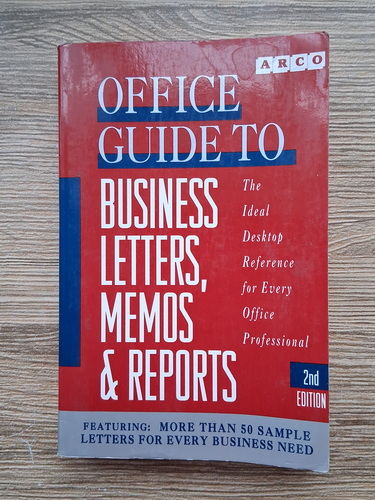 ARCO
OFFICE
GUIDE TO
BUSINESS
LETTERS,
MEMOS
& REPORTS
The
Ideal
Desktop
Reference
for Every
Office
Professional
2nd
EDITION
FEATURING: MORE THAN 50 SAMPLE
LETTERS FOR EVERY BUSINESS NEED